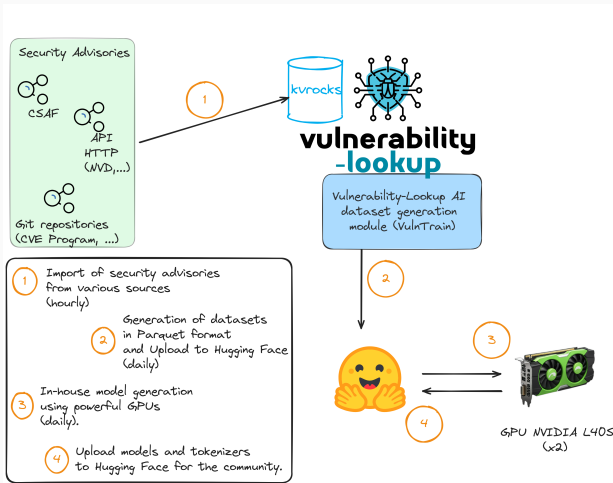 Security Advisories
CSAF
API
HTTP
(NVD,...)
Git repositories
(CVE Program, ...)
1
kvrocks
vulnerability
-lookup
Vulnerability-Lookup AI
dataset generation
module (VulnTrain)
2
3
4
GPU NVIDIA L40S
(x2)
1
Import of security advisories
from various sources
(hourly)
2
Generation of datasets
in Parquet format
and Upload to Hugging Face
(daily)
3
In-house model generation
using powerful GPUs
(daily).
4
Upload models and tokenizers
to Hugging Face for the community.